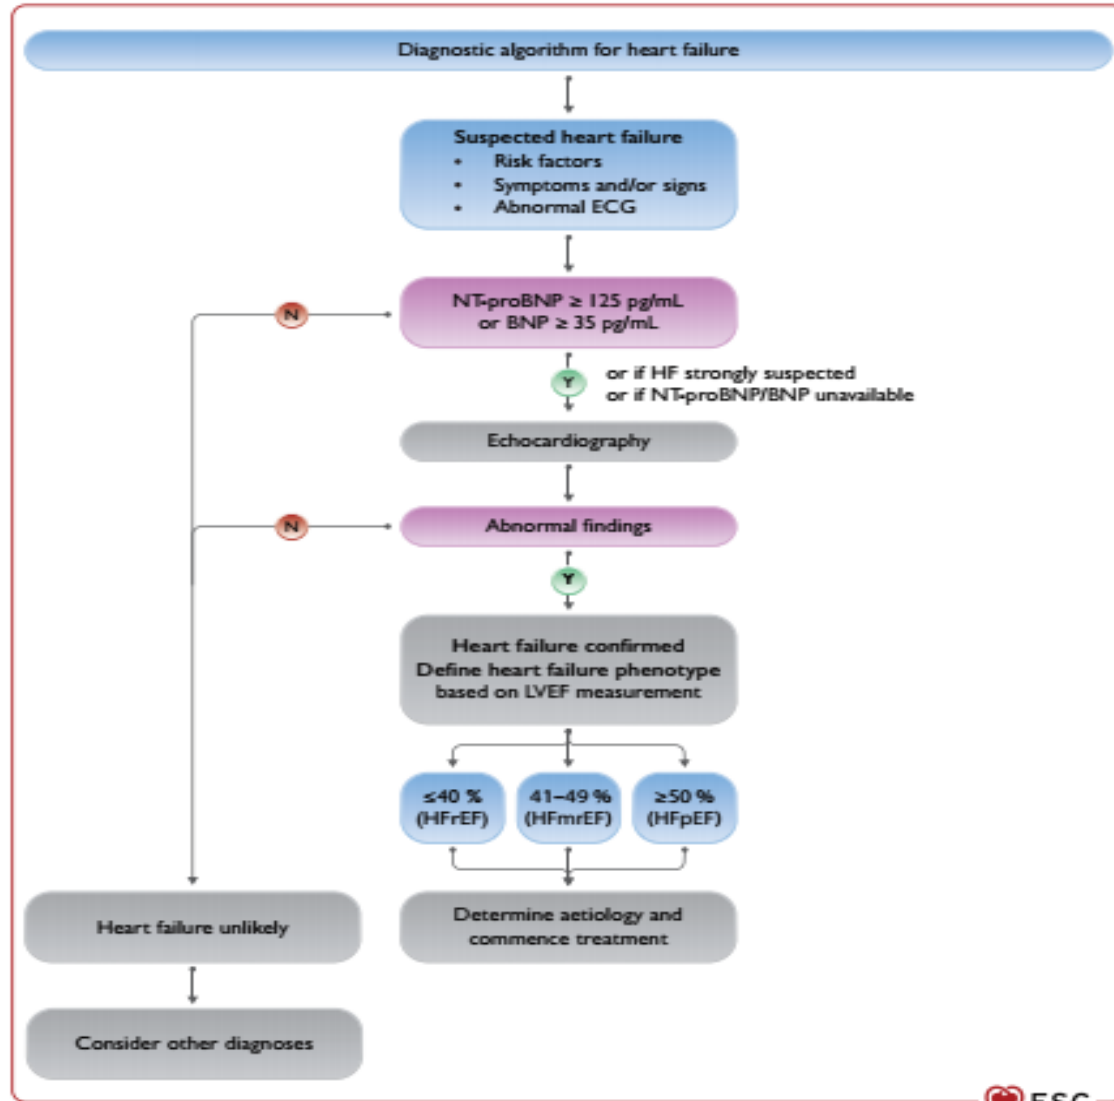 Diagnostic algorithm for heart failure
Suspected heart failure
• Risk factors
• Symptoms and/or signs
• Abnormal ECG
N
NT-proBNP ≥ 125 pg/mL
or BNP ≥ 35 pg/mL
Y
or if HF strongly suspected
or if NT-proBNP/BNP unavailable
Echocardiography
N
Abnormal findings
Y
Heart failure confirmed
Define heart failure phenotype
based on LVEF measurement
≤40 %
(HFrEF)
41–49 %
(HFmrEF)
≥50 %
(HFpEF)
Heart failure unlikely
Determine aetiology and
commence treatment
Consider other diagnoses
ESC